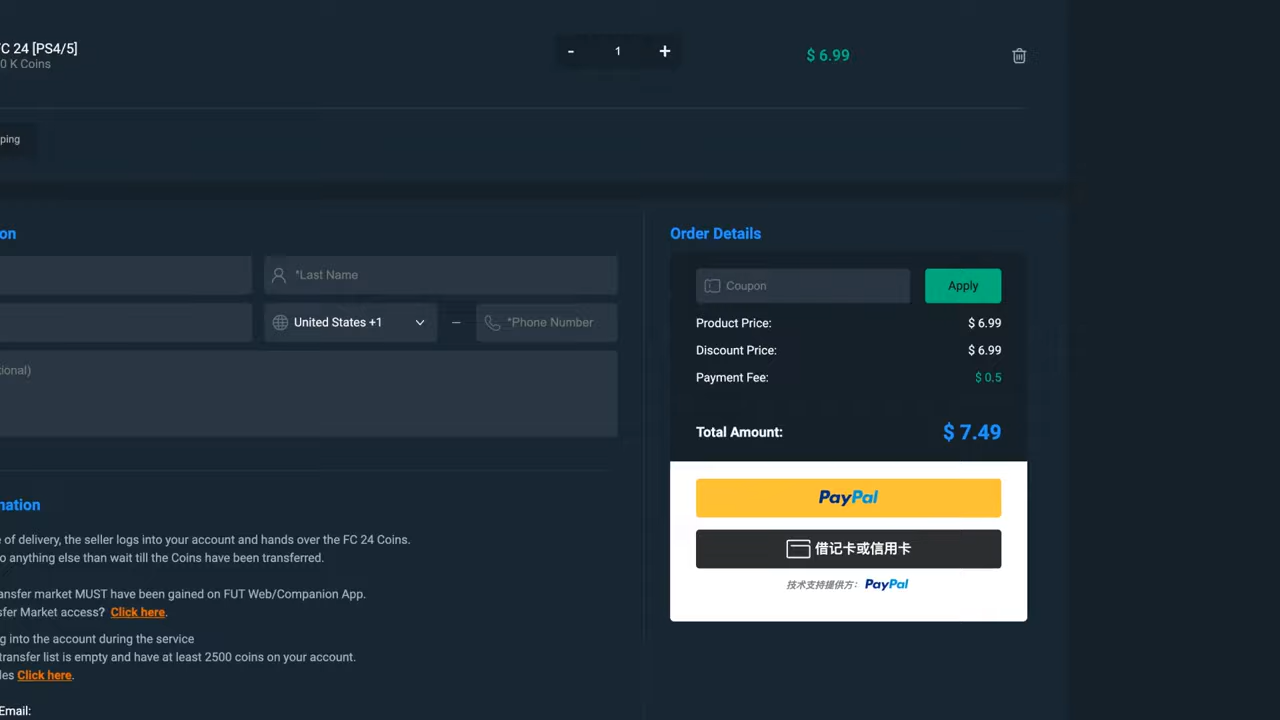 C 24 [PS4/5]
0 K Coins
- 1 +
$ 6.99
ping
on
*Last Name
United States +1
–
*Phone Number
ional)
Order Details
Coupon
Apply
Product Price: $ 6.99
Discount Price: $ 6.99
Payment Fee: $ 0.5
Total Amount: $ 7.49
PayPal
借记卡或信用卡
技术支持提供方: PayPal
nation
e of delivery, the seller logs into your account and hands over the FC 24 Coins.
o anything else than wait till the Coins have been transferred.
ansfer market MUST have been gained on FUT Web/Companion App.
sfer Market access? Click here.
g into the account during the service
transfer list is empty and have at least 2500 coins on your account.
les Click here.
Email: